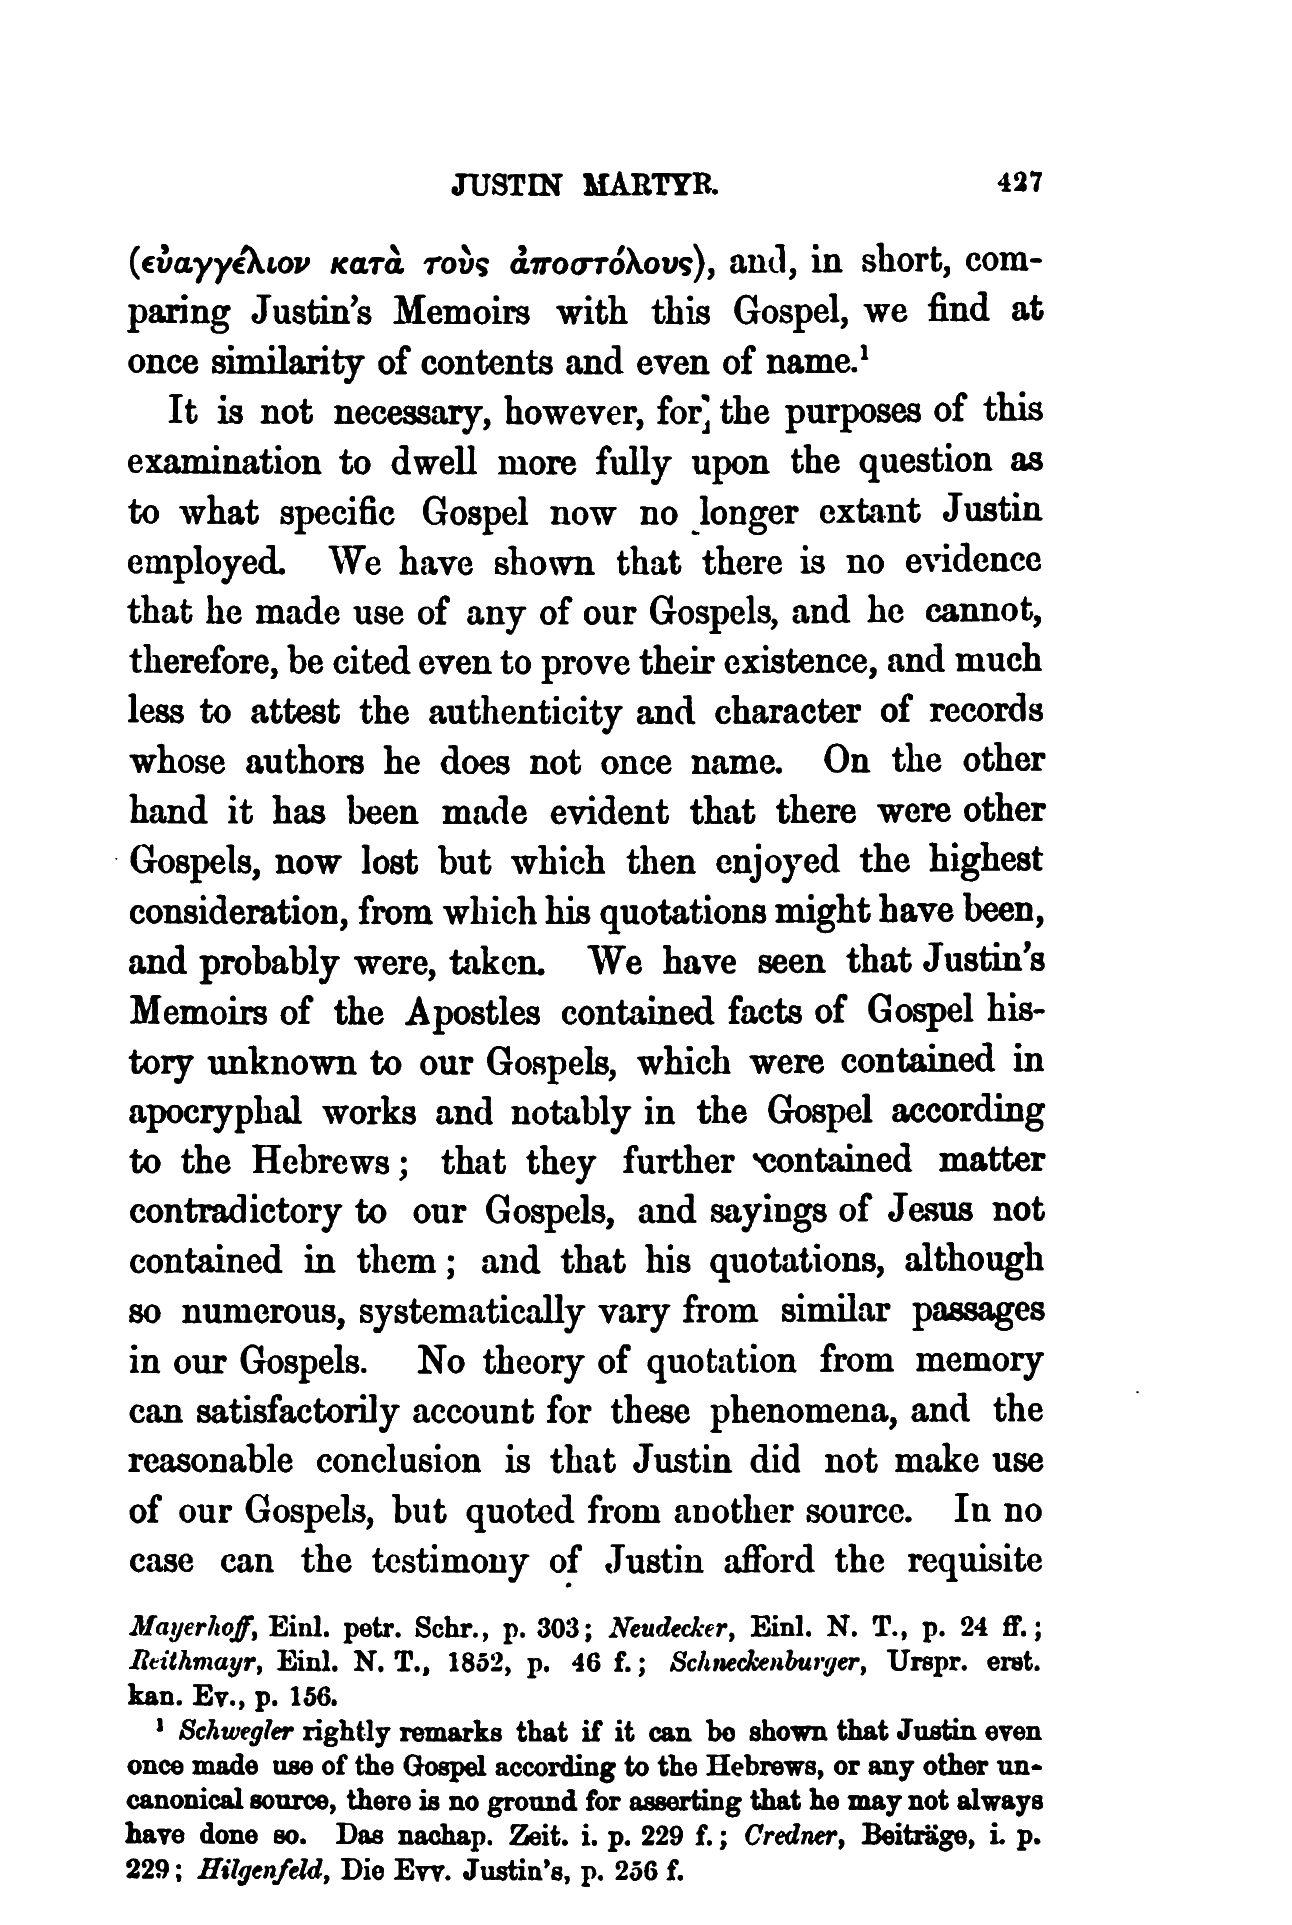 JUSTIN MARTYR. 427
(εὐαγγέλιον κατὰ τοὺς ἀποστόλους), and, in short, com-
paring Justin's Memoirs with this Gospel, we find at
once similarity of contents and even of name.¹
It is not necessary, however, for the purposes of this
examination to dwell more fully upon the question as
to what specific Gospel now no longer extant Justin
employed. We have shown that there is no evidence
that he made use of any of our Gospels, and he cannot,
therefore, be cited even to prove their existence, and much
less to attest the authenticity and character of records
whose authors he does not once name. On the other
hand it has been made evident that there were other
Gospels, now lost but which then enjoyed the highest
consideration, from which his quotations might have been,
and probably were, taken. We have seen that Justin's
Memoirs of the Apostles contained facts of Gospel his-
tory unknown to our Gospels, which were contained in
apocryphal works and notably in the Gospel according
to the Hebrews; that they further contained matter
contradictory to our Gospels, and sayings of Jesus not
contained in them; and that his quotations, although
so numerous, systematically vary from similar passages
in our Gospels. No theory of quotation from memory
can satisfactorily account for these phenomena, and the
reasonable conclusion is that Justin did not make use
of our Gospels, but quoted from another source. In no
case can the testimony of Justin afford the requisite
Mayerhoff, Einl. petr. Schr., p. 303; Neudecker, Einl. N. T., p. 24 ff.;
Reithmayr, Einl. N. T., 1852, p. 46 f.; Schneckenburger, Urspr. erst.
kan. Ev., p. 156.
¹ Schwegler rightly remarks that if it can be shown that Justin even
once made use of the Gospel according to the Hebrews, or any other un-
canonical source, there is no ground for asserting that he may not always
have done so. Das nachap. Zeit. i. p. 229 f.; Credner, Beiträge, i. p.
229; Hilgenfeld, Die Evv. Justin's, p. 256 f.